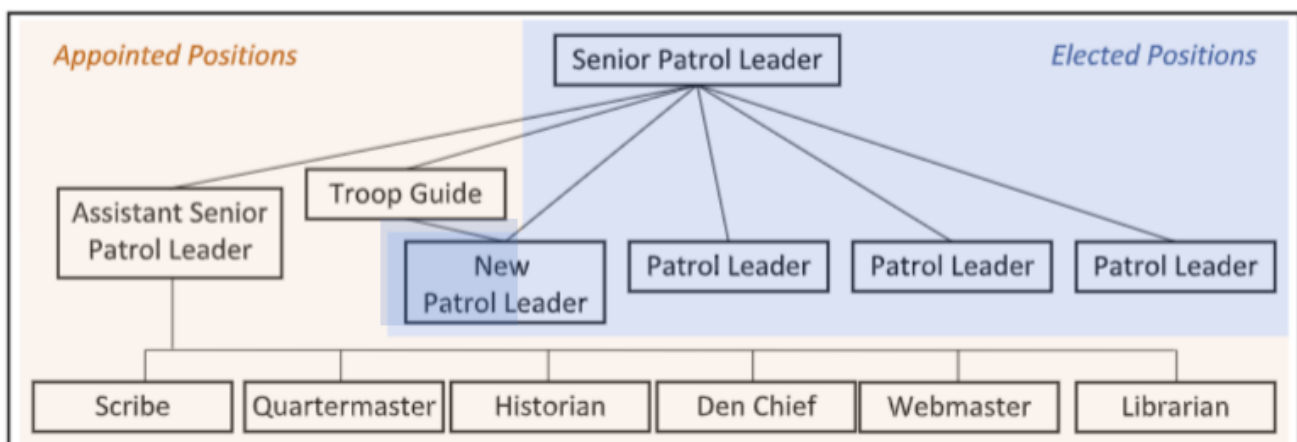 Appointed Positions
Senior Patrol Leader
Elected Positions
Troop Guide
Assistant Senior
Patrol Leader
New
Patrol Leader
Patrol Leader
Patrol Leader
Patrol Leader
Scribe
Quartermaster
Historian
Den Chief
Webmaster
Librarian